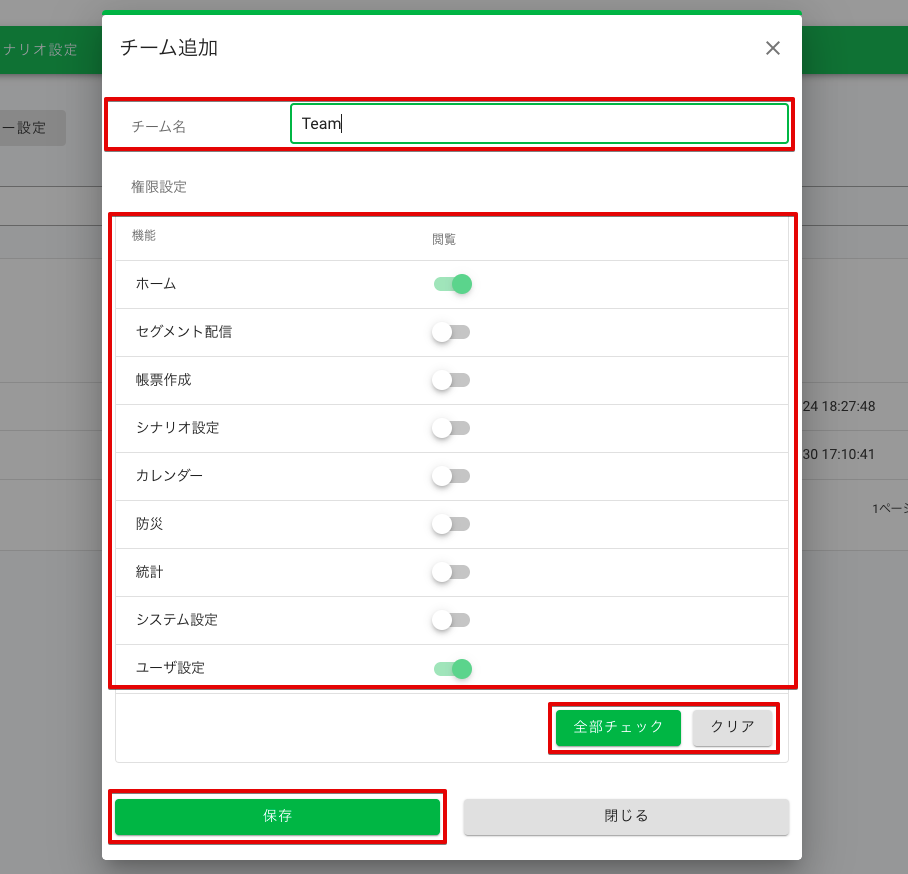 チーム追加
ナリオ設定
チーム名 Team
ー設定
権限設定
機能 閲覧
ホーム
セグメント配信
帳票作成
24 18:27:48
シナリオ設定
30 17:10:41
カレンダー
1ペー
防災
統計
システム設定
ユーザ設定
全部チェック クリア
保存 閉じる